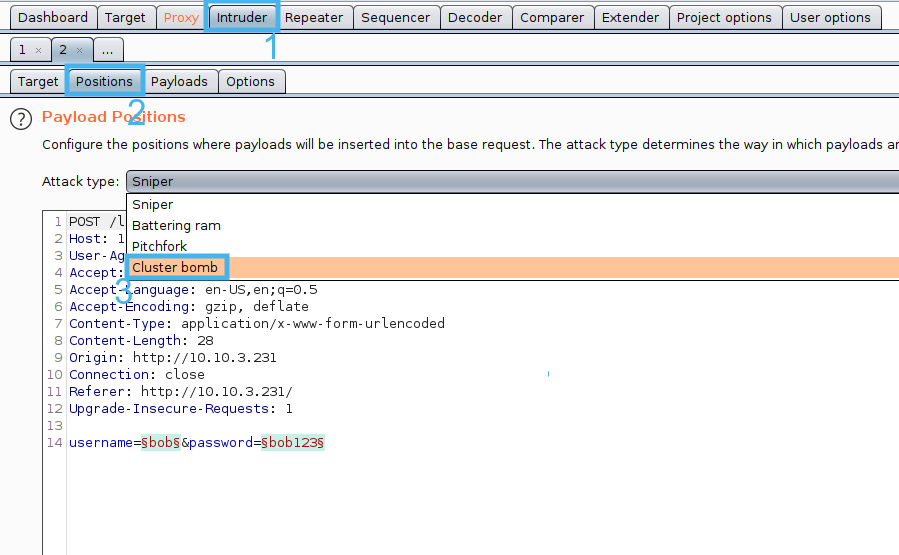 Dashboard Target Proxy Intruder Repeater Sequencer Decoder Comparer Extender Project options User options
1
1 × 2 × ...
Target Positions Payloads Options
2
? Payload Positions
Configure the positions where payloads will be inserted into the base request. The attack type determines the way in which payloads ar
Attack type: Sniper
Sniper
Battering ram
Pitchfork
Cluster bomb
3
1 POST /l
2 Host: 1
3 User-Ag
4 Accept:
5 Accept-Language: en-US,en;q=0.5
6 Accept-Encoding: gzip, deflate
7 Content-Type: application/x-www-form-urlencoded
8 Content-Length: 28
9 Origin: http://10.10.3.231
10 Connection: close
11 Referer: http://10.10.3.231/
12 Upgrade-Insecure-Requests: 1
13
14 username=§bob§&password=§bob123§